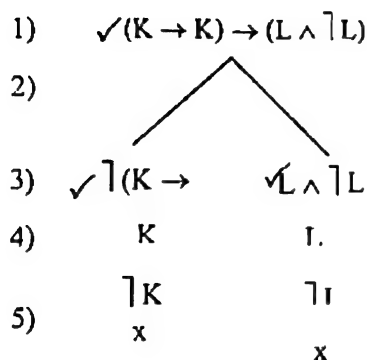 1) ✓(K → K) → (L ∧ ˥L)
2)
3) ✓˥(K → ✓L ∧ ˥L
4) K L.
˥K ˥I
5) x x